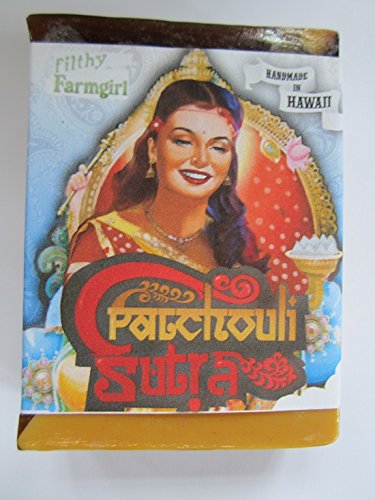 filthy
Farmgirl
HANDMADE
IN
HAWAII
Patchouli
Sutra